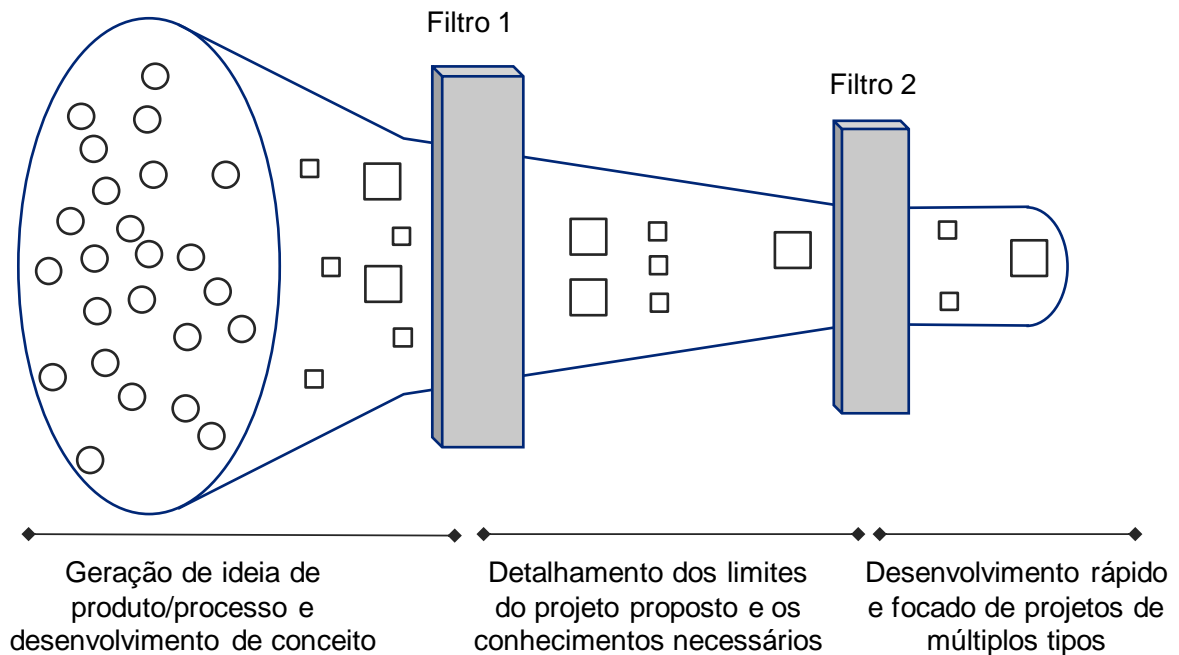 Filtro 1
Filtro 2
Geração de ideia de
produto/processo e
desenvolvimento de conceito
Detalhamento dos limites
do projeto proposto e os
conhecimentos necessários
Desenvolvimento rápido
e focado de projetos de
múltiplos tipos